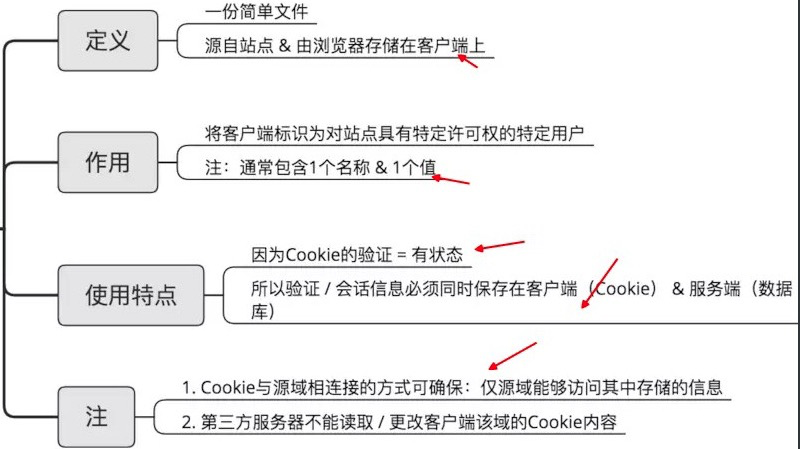 定义
一份简单文件
源自站点 & 由浏览器存储在客户端上
作用
将客户端标识为对站点具有特定许可权的特定用户
注：通常包含1个名称 & 1个值
使用特点
因为Cookie的验证 = 有状态
所以验证 / 会话信息必须同时保存在客户端（Cookie） & 服务端（数据
库）
注
1. Cookie与源域相连接的方式可确保：仅源域能够访问其中存储的信息
2. 第三方服务器不能读取 / 更改客户端该域的Cookie内容